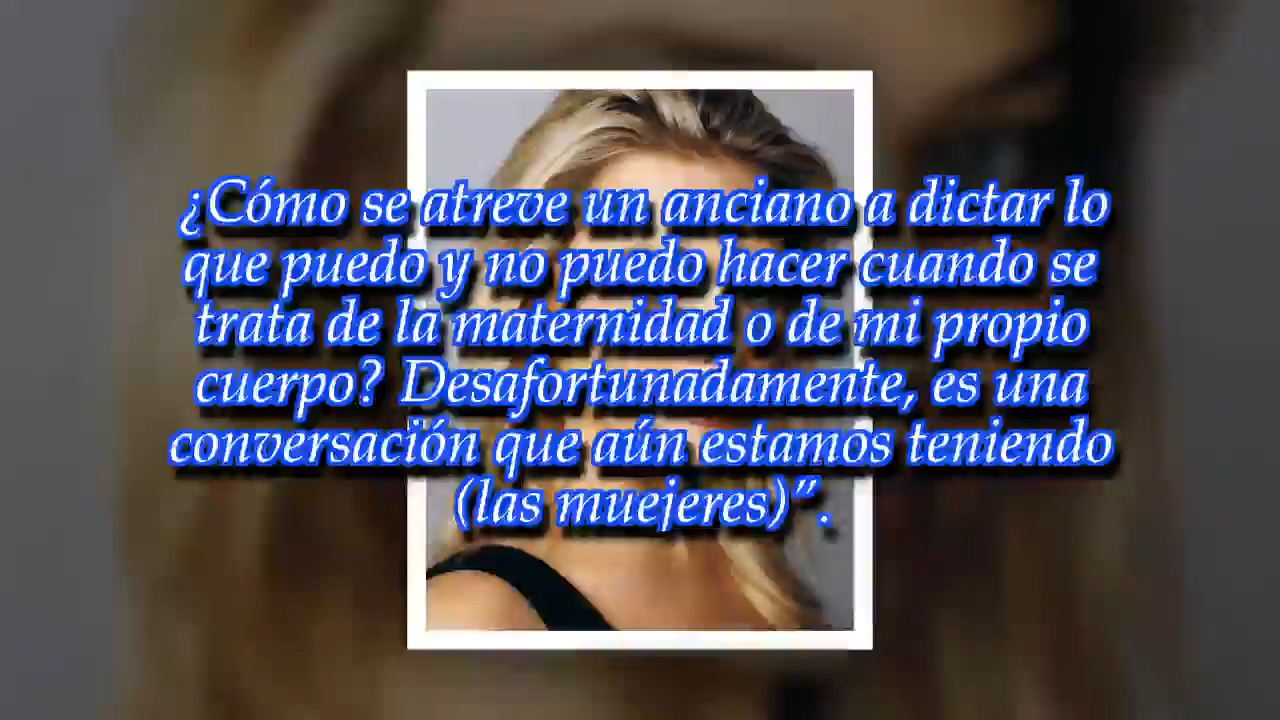 ¿Cómo se atreve un anciano a dictar lo
que puedo y no puedo hacer cuando se
trata de la maternidad o de mi propio
cuerpo? Desafortunadamente, es una
conversación que aún estamos teniendo
(las muejeres)”.